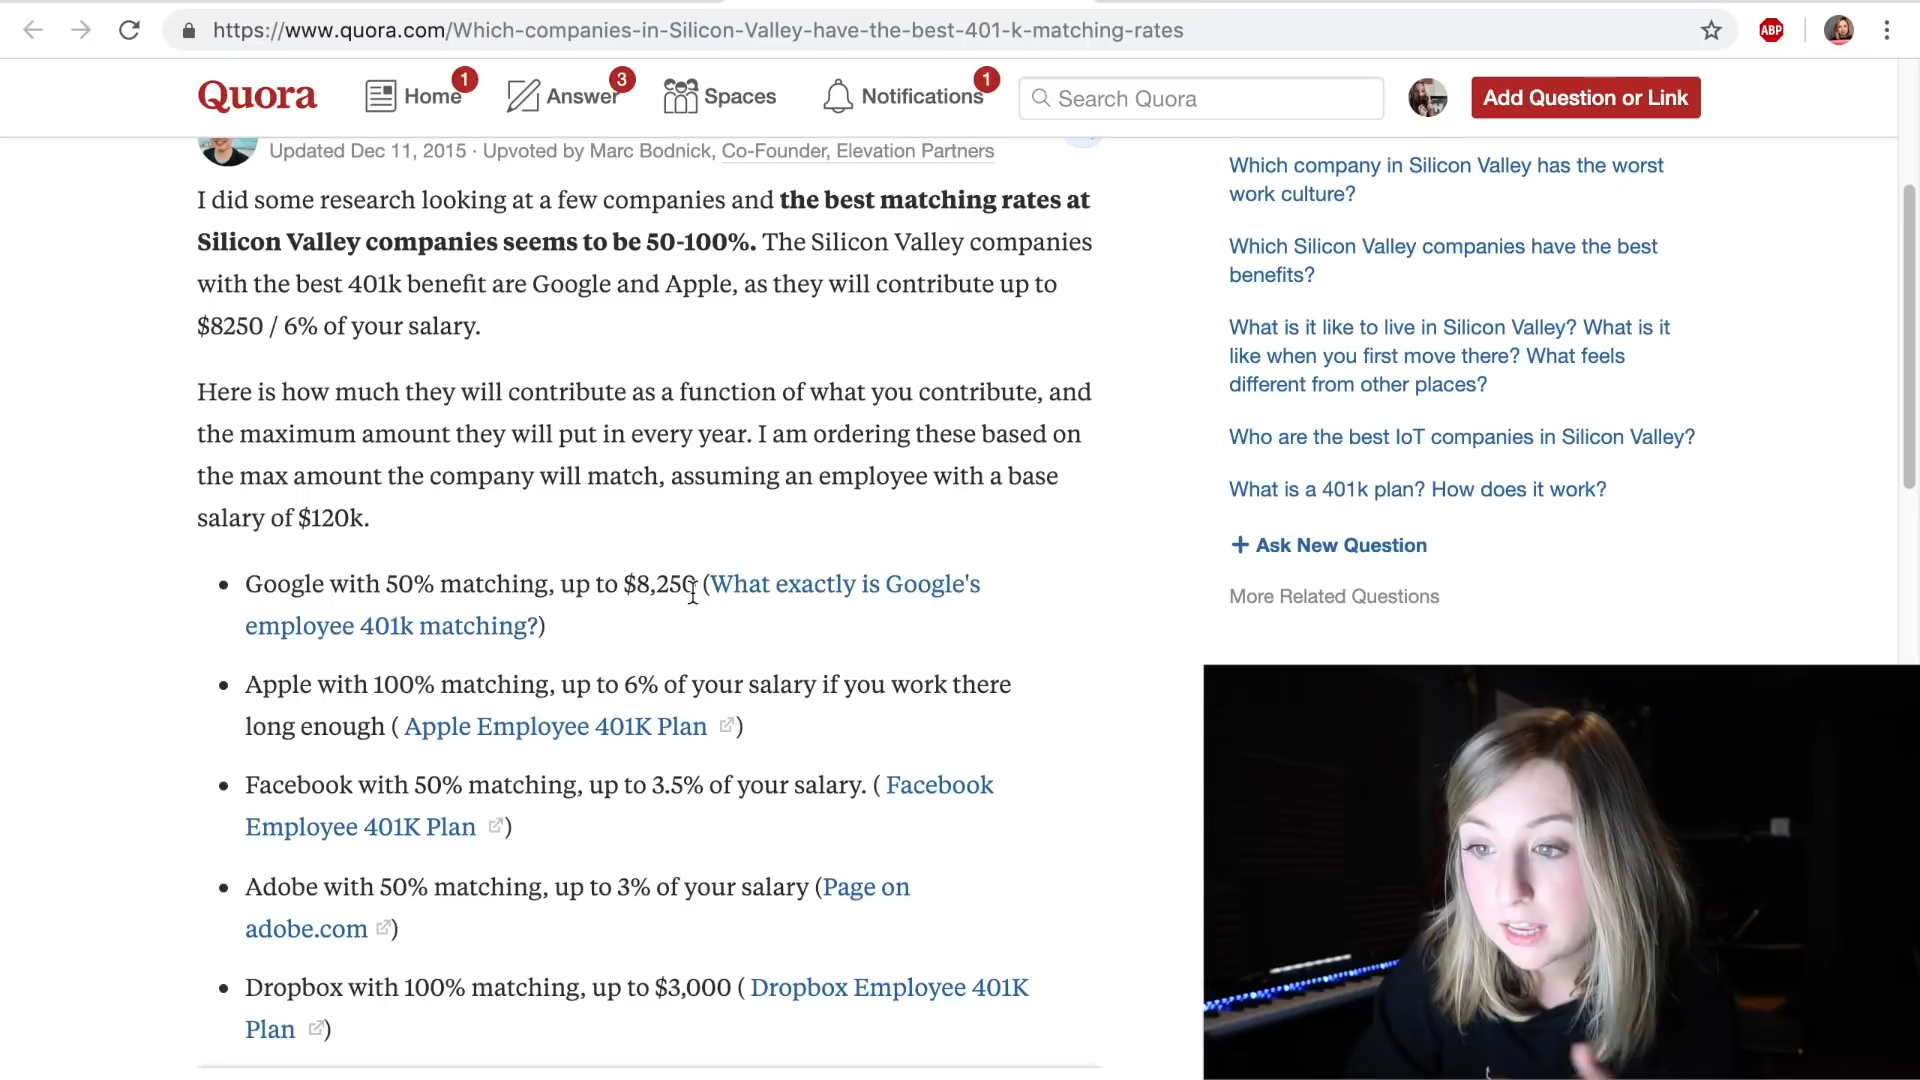 https://www.quora.com/Which-companies-in-Silicon-Valley-have-the-best-401-k-matching-rates
ABP
Quora
Home
1
Answer
3
Spaces
Notifications
1
Search Quora
Add Question or Link
Updated Dec 11, 2015 · Upvoted by Marc Bodnick, Co-Founder, Elevation Partners
I did some research looking at a few companies and the best matching rates at
Silicon Valley companies seems to be 50-100%. The Silicon Valley companies
with the best 401k benefit are Google and Apple, as they will contribute up to
$8250 / 6% of your salary.
Here is how much they will contribute as a function of what you contribute, and
the maximum amount they will put in every year. I am ordering these based on
the max amount the company will match, assuming an employee with a base
salary of $120k.
• Google with 50% matching, up to $8,250 (What exactly is Google's
employee 401k matching?)
• Apple with 100% matching, up to 6% of your salary if you work there
long enough ( Apple Employee 401K Plan )
• Facebook with 50% matching, up to 3.5% of your salary. ( Facebook
Employee 401K Plan )
• Adobe with 50% matching, up to 3% of your salary (Page on
adobe.com )
• Dropbox with 100% matching, up to $3,000 ( Dropbox Employee 401K
Plan )
Which company in Silicon Valley has the worst
work culture?
Which Silicon Valley companies have the best
benefits?
What is it like to live in Silicon Valley? What is it
like when you first move there? What feels
different from other places?
Who are the best IoT companies in Silicon Valley?
What is a 401k plan? How does it work?
+ Ask New Question
More Related Questions